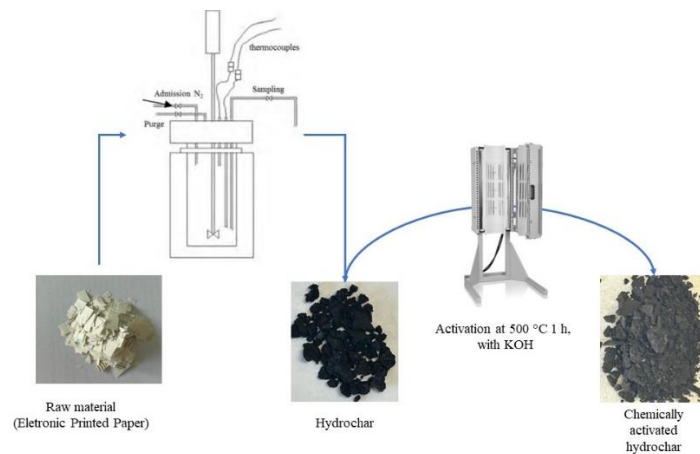 thermocouples
Admission N₂
Sampling
Purge
Activation at 500 °C 1 h,
with KOH
Raw material
(Eletronic Printed Paper)
Hydrochar
Chemically
activated
hydrochar